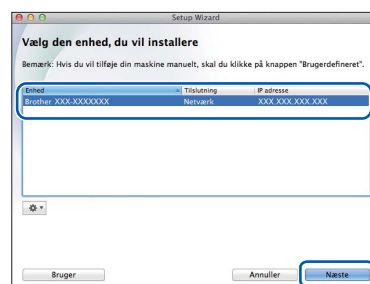 Setup Wizard
Vælg den enhed, du vil installere
Bemærk: Hvis du vil tilføje din maskine manuelt, skal du klikke på knappen "Brugerdefineret".
Enhed Tilslutning IP adresse
Brother XXX-XXXXXXX Netværk XXX.XXX.XXX.XXX
Bruger Annuller Næste